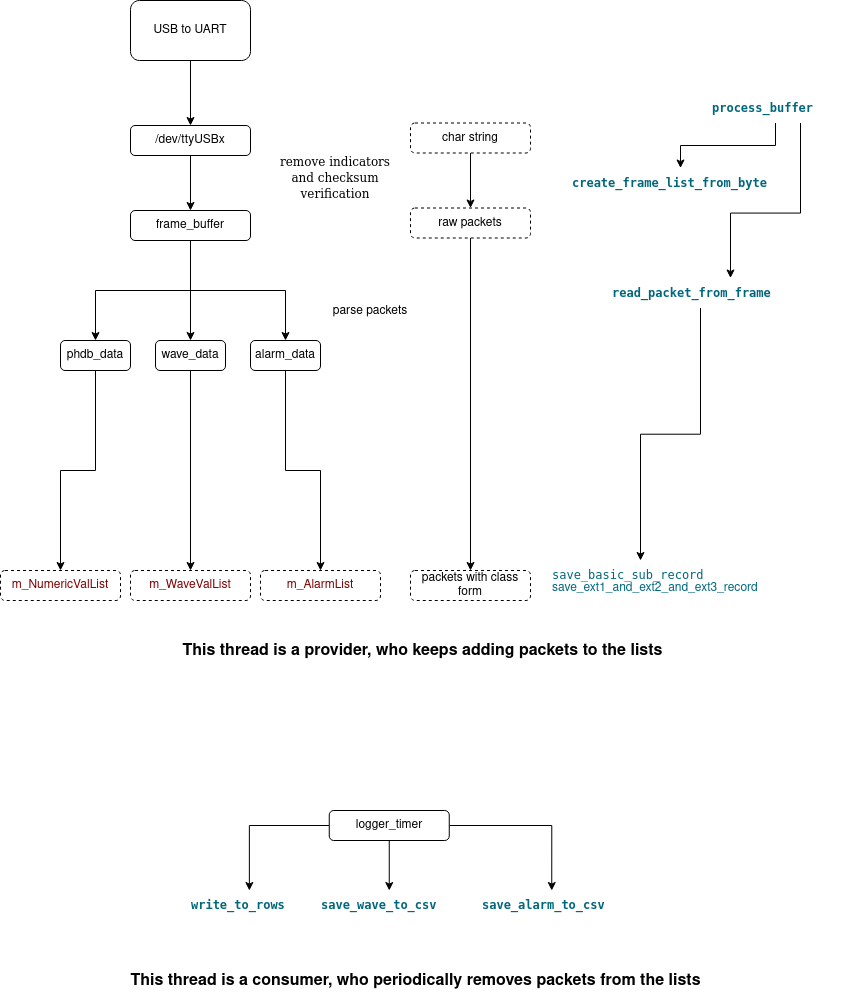 USB to UART
process_buffer
/dev/ttyUSBx
char string
remove indicators
and checksum
verification
create_frame_list_from_byte
frame_buffer
raw packets
read_packet_from_frame
parse packets
phdb_data
wave_data
alarm_data
m_NumericValList
m_WaveValList
m_AlarmList
packets with class
form
save_basic_sub_record
save_ext1_and_ext2_and_ext3_record
This thread is a provider, who keeps adding packets to the lists
logger_timer
write_to_rows
save_wave_to_csv
save_alarm_to_csv
This thread is a consumer, who periodically removes packets from the lists